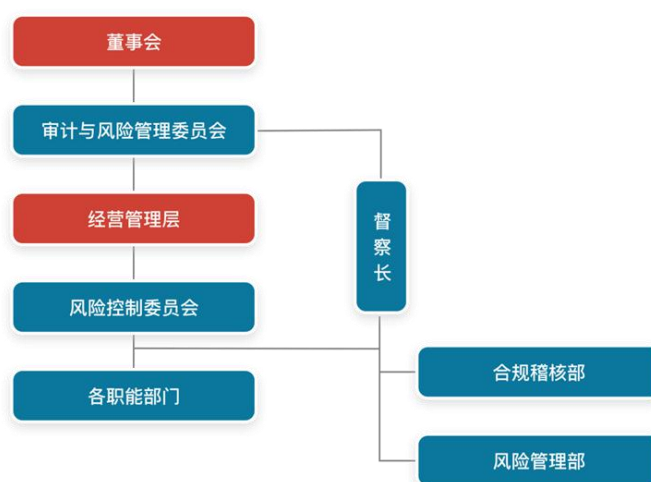 董事会
审计与风险管理委员会
经营管理层
督察长
风险控制委员会
合规稽核部
各职能部门
风险管理部